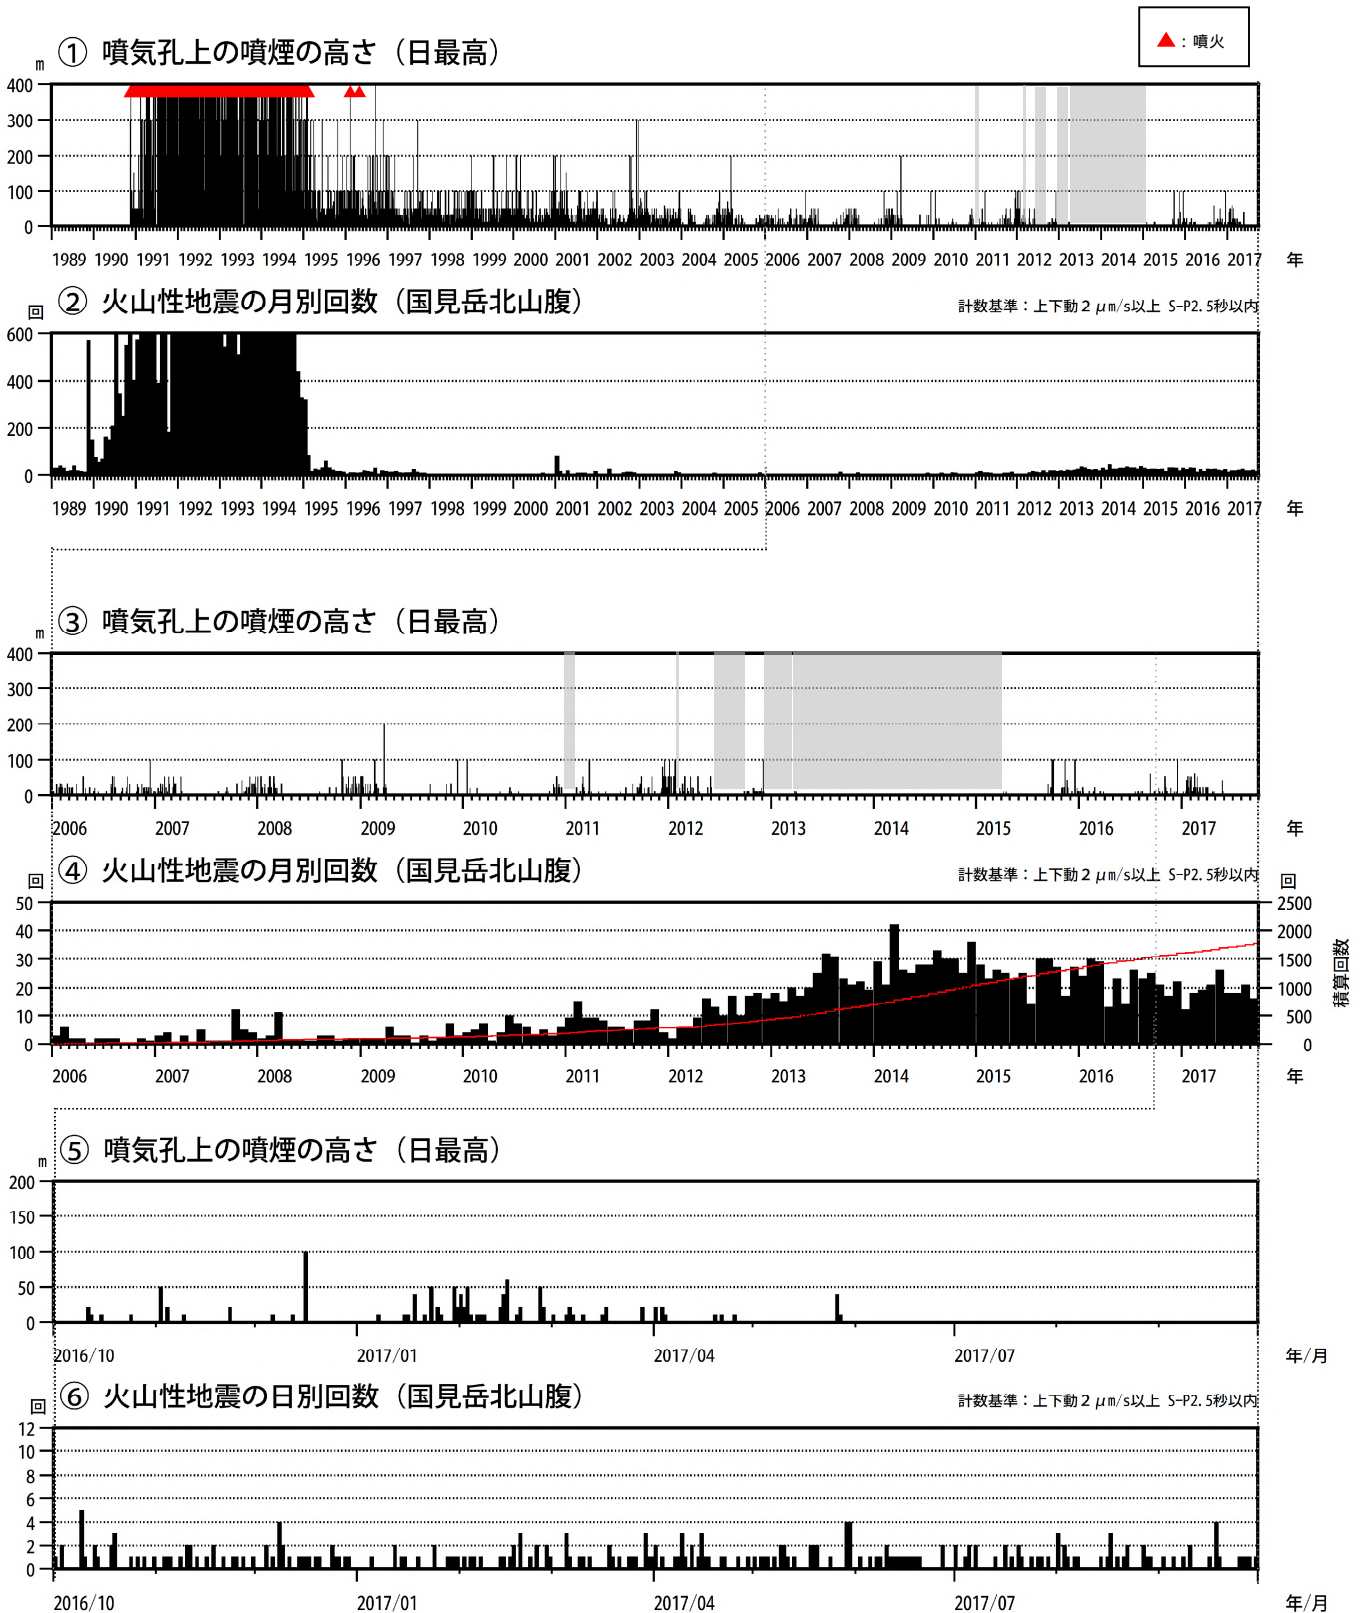 ▲：噴火
① 噴気孔上の噴煙の高さ（日最高）
m
400
300
200
100
0
1989 1990 1991 1992 1993 1994 1995 1996 1997 1998 1999 2000 2001 2002 2003 2004 2005 2006 2007 2008 2009 2010 2011 2012 2013 2014 2015 2016 2017 年
② 火山性地震の月別回数（国見岳北山腹）
計数基準：上下動２μm/s以上 S-P2.5秒以内
回
600
400
200
0
1989 1990 1991 1992 1993 1994 1995 1996 1997 1998 1999 2000 2001 2002 2003 2004 2005 2006 2007 2008 2009 2010 2011 2012 2013 2014 2015 2016 2017 年
③ 噴気孔上の噴煙の高さ（日最高）
m
400
300
200
100
0
2006 2007 2008 2009 2010 2011 2012 2013 2014 2015 2016 2017 年
④ 火山性地震の月別回数（国見岳北山腹）
計数基準：上下動２μm/s以上 S-P2.5秒以内
回 回
50 2500
40 2000
30 1500
20 1000
10 500
0 0
積算回数
2006 2007 2008 2009 2010 2011 2012 2013 2014 2015 2016 2017 年
⑤ 噴気孔上の噴煙の高さ（日最高）
m
200
150
100
50
0
2016/10 2017/01 2017/04 2017/07 年/月
⑥ 火山性地震の日別回数（国見岳北山腹）
計数基準：上下動２μm/s以上 S-P2.5秒以内
回
12
10
8
6
4
2
0
2016/10 2017/01 2017/04 2017/07 年/月